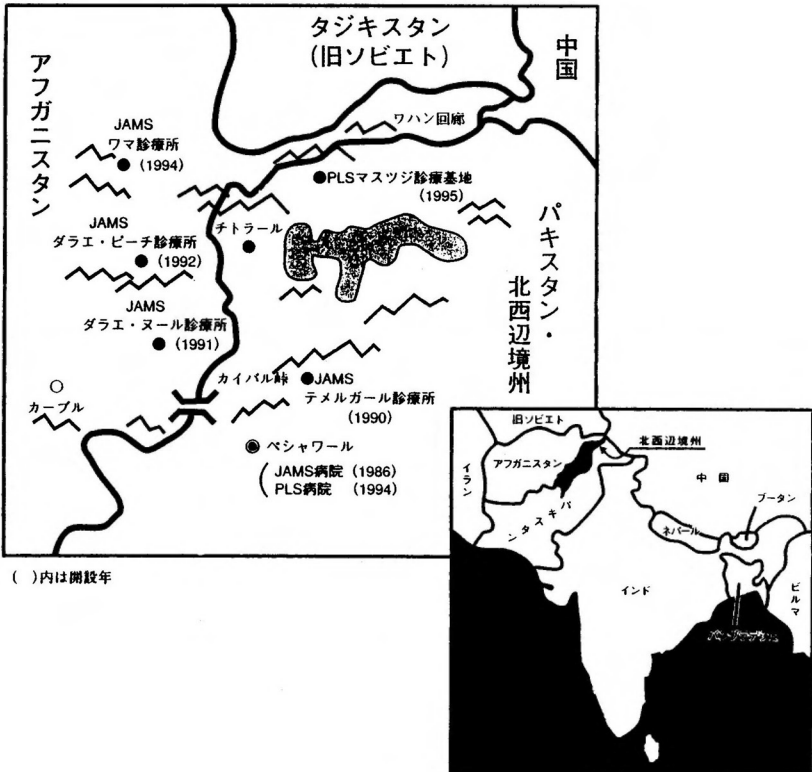 タジキスタン
(旧ソビエト)
中国
アフガニスタン
ワハン回廊
JAMS
ワマ診療所
(1994)
PLSマスツジ診療基地
(1995)
チトラール
JAMS
ダラエ・ピーチ診療所
(1992)
パキスタン・
北西辺境州
JAMS
ダラエ・ヌール診療所
(1991)
カーブル
カイバル峠
JAMS
テメルガール診療所
(1990)
ペシャワール
JAMS病院 (1986)
PLS病院 (1994)
( )内は開設年
旧ソビエト
北西辺境州
アフガニスタン
イラン
中国
パキスタン
ネパール
ブータン
インド
ビルマ